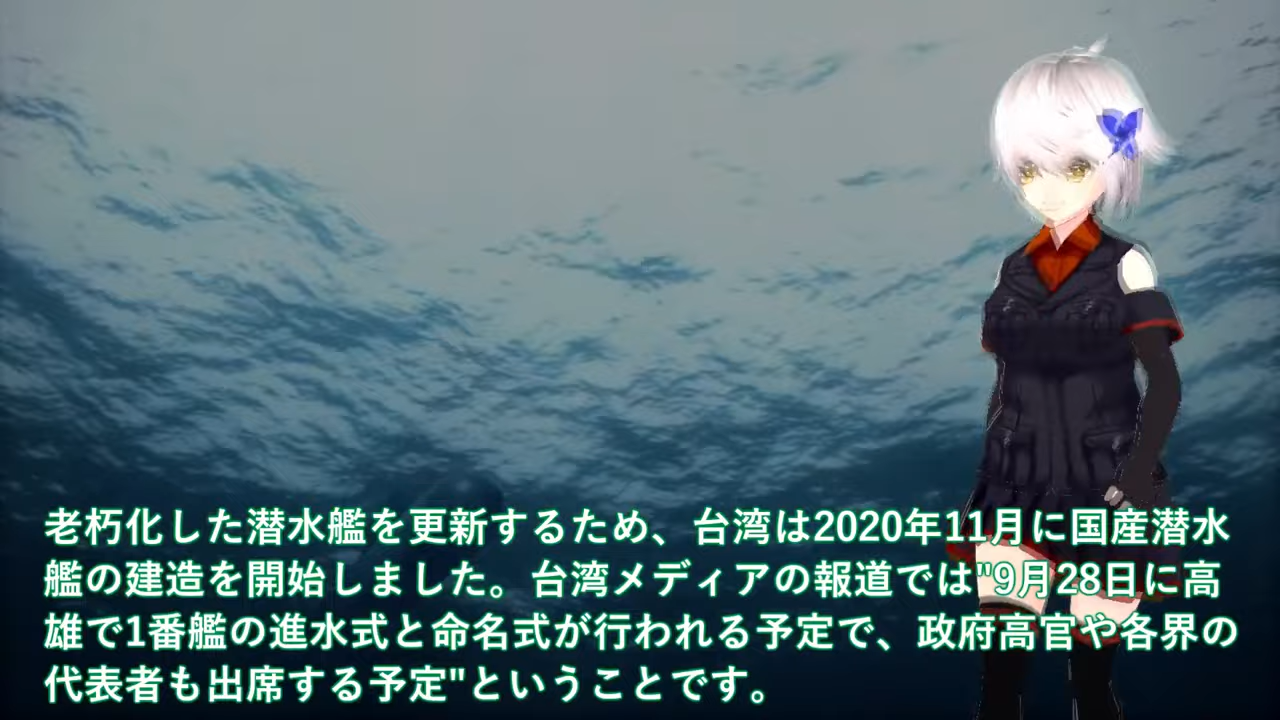 老朽化した潜水艦を更新するため、台湾は2020年11月に国産潜水
艦の建造を開始しました。台湾メディアの報道では"9月28日に高
雄で1番艦の進水式と命名式が行われる予定で、政府高官や各界の
代表者も出席する予定"ということです。